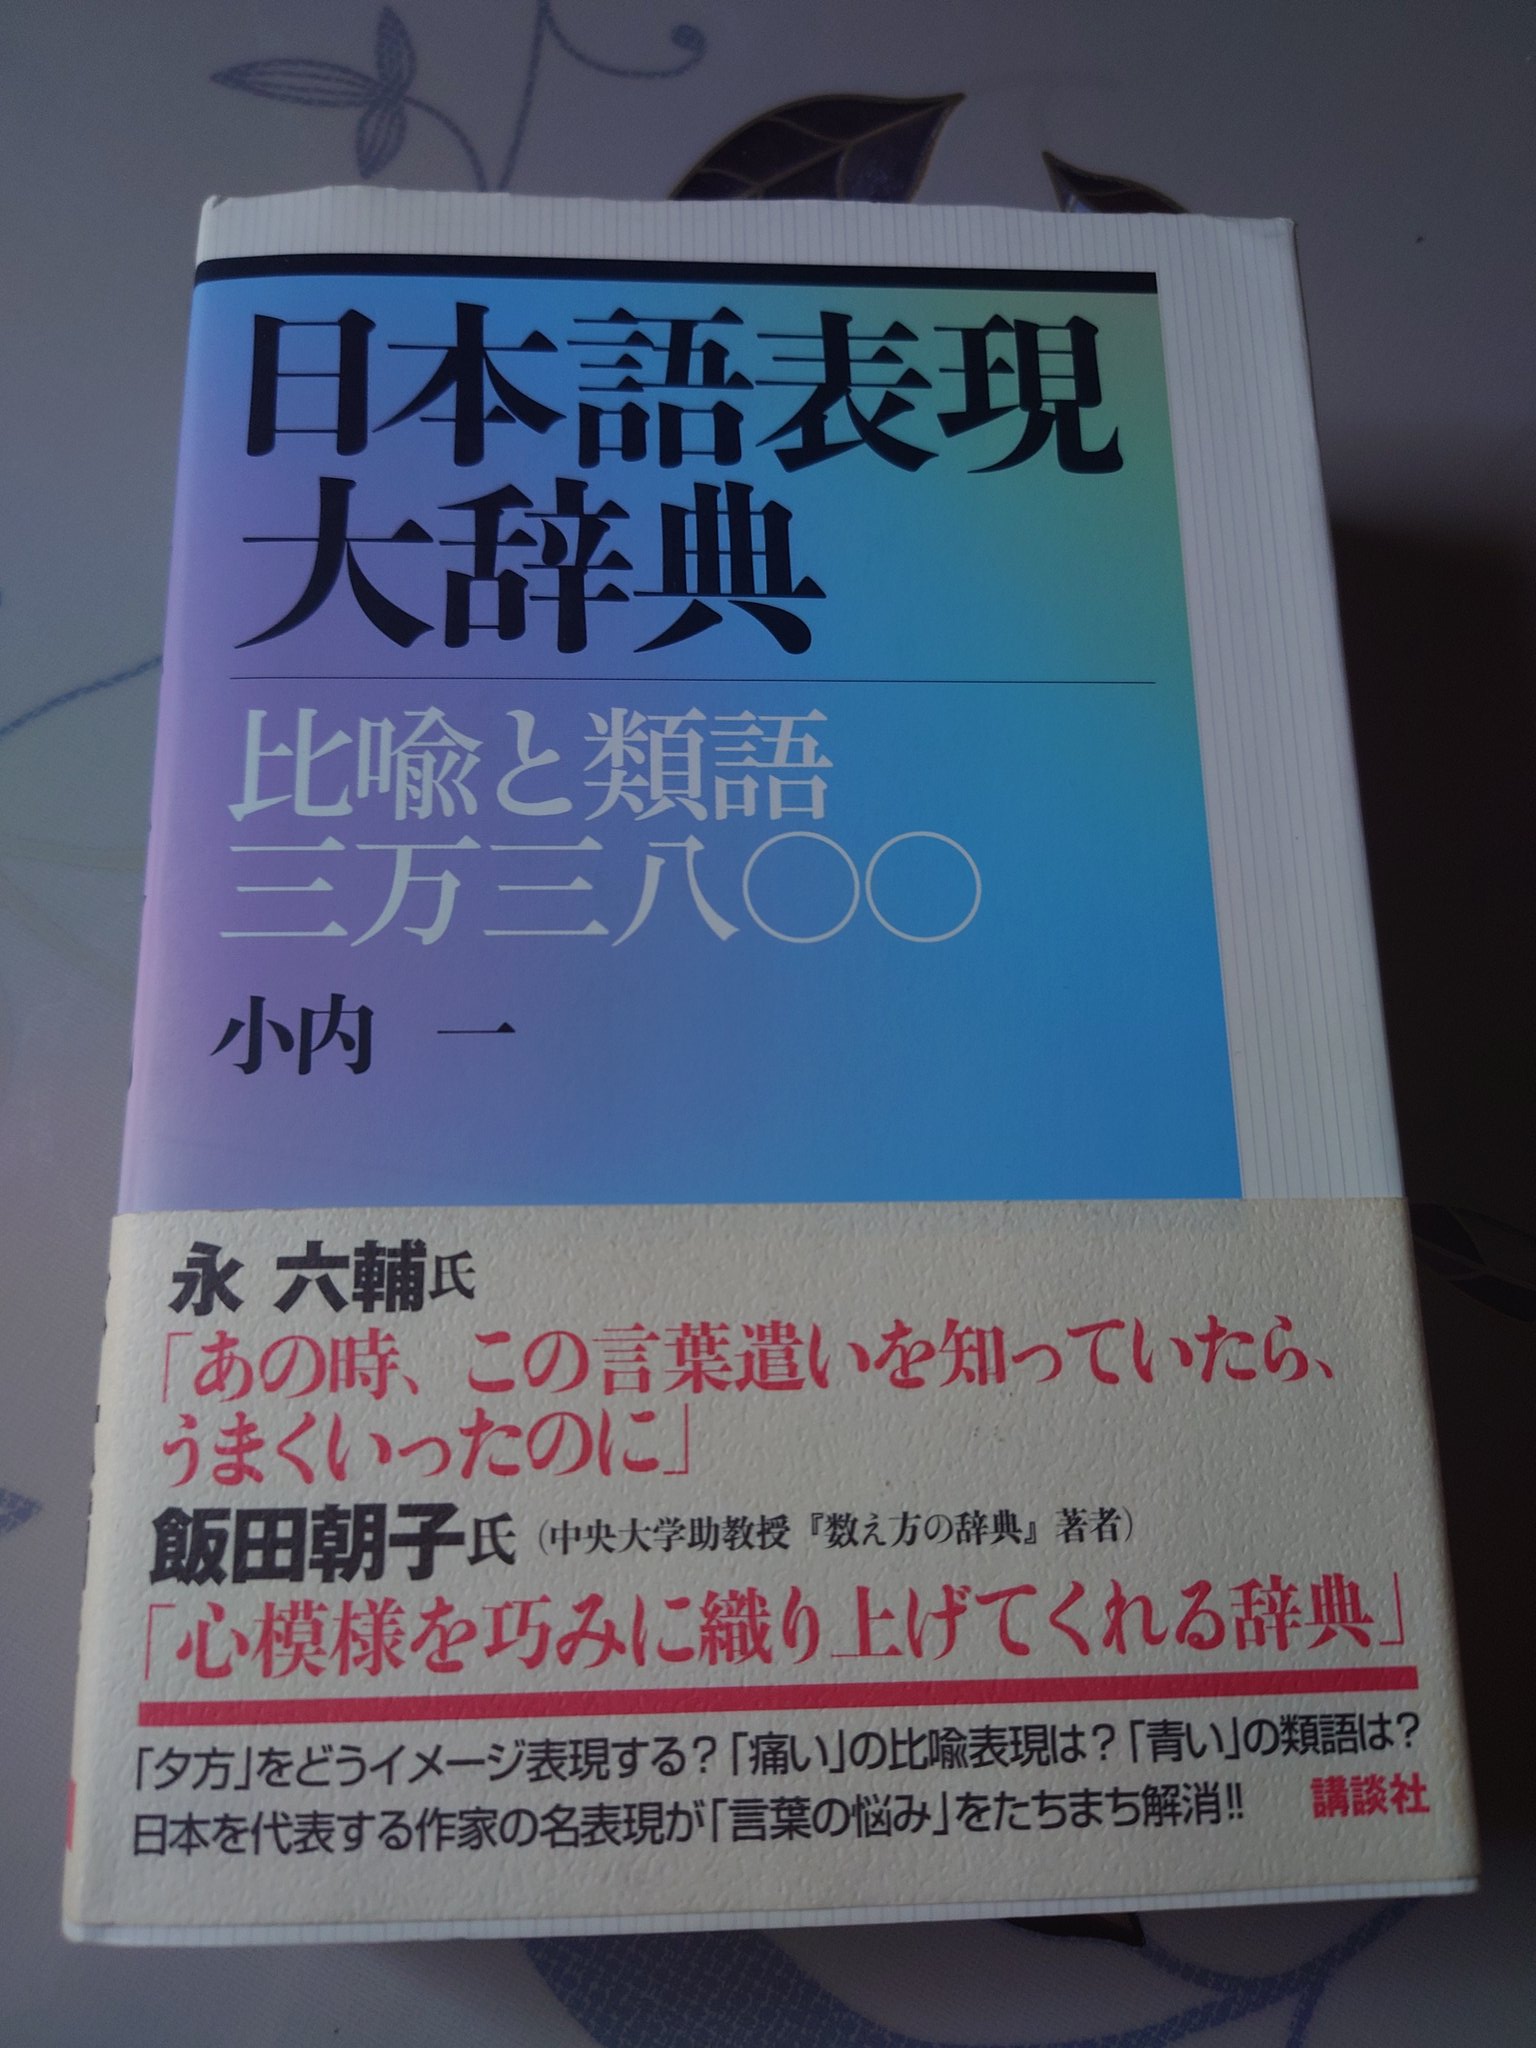 日本語表現
大辞典
比喩と類語
三万三八〇〇
小内 一
永 六輔氏
「あの時、この言葉遣いを知っていたら、
うまくいったのに」
飯田朝子氏(中央大学助教授『数え方の辞典』著者)
「心模様を巧みに織り上げてくれる辞典」
「夕方」をどうイメージ表現する?「痛い」の比喩表現は?「青い」の類語は?
日本を代表する作家の名表現が「言葉の悩み」をたちまち解消!!
講談社